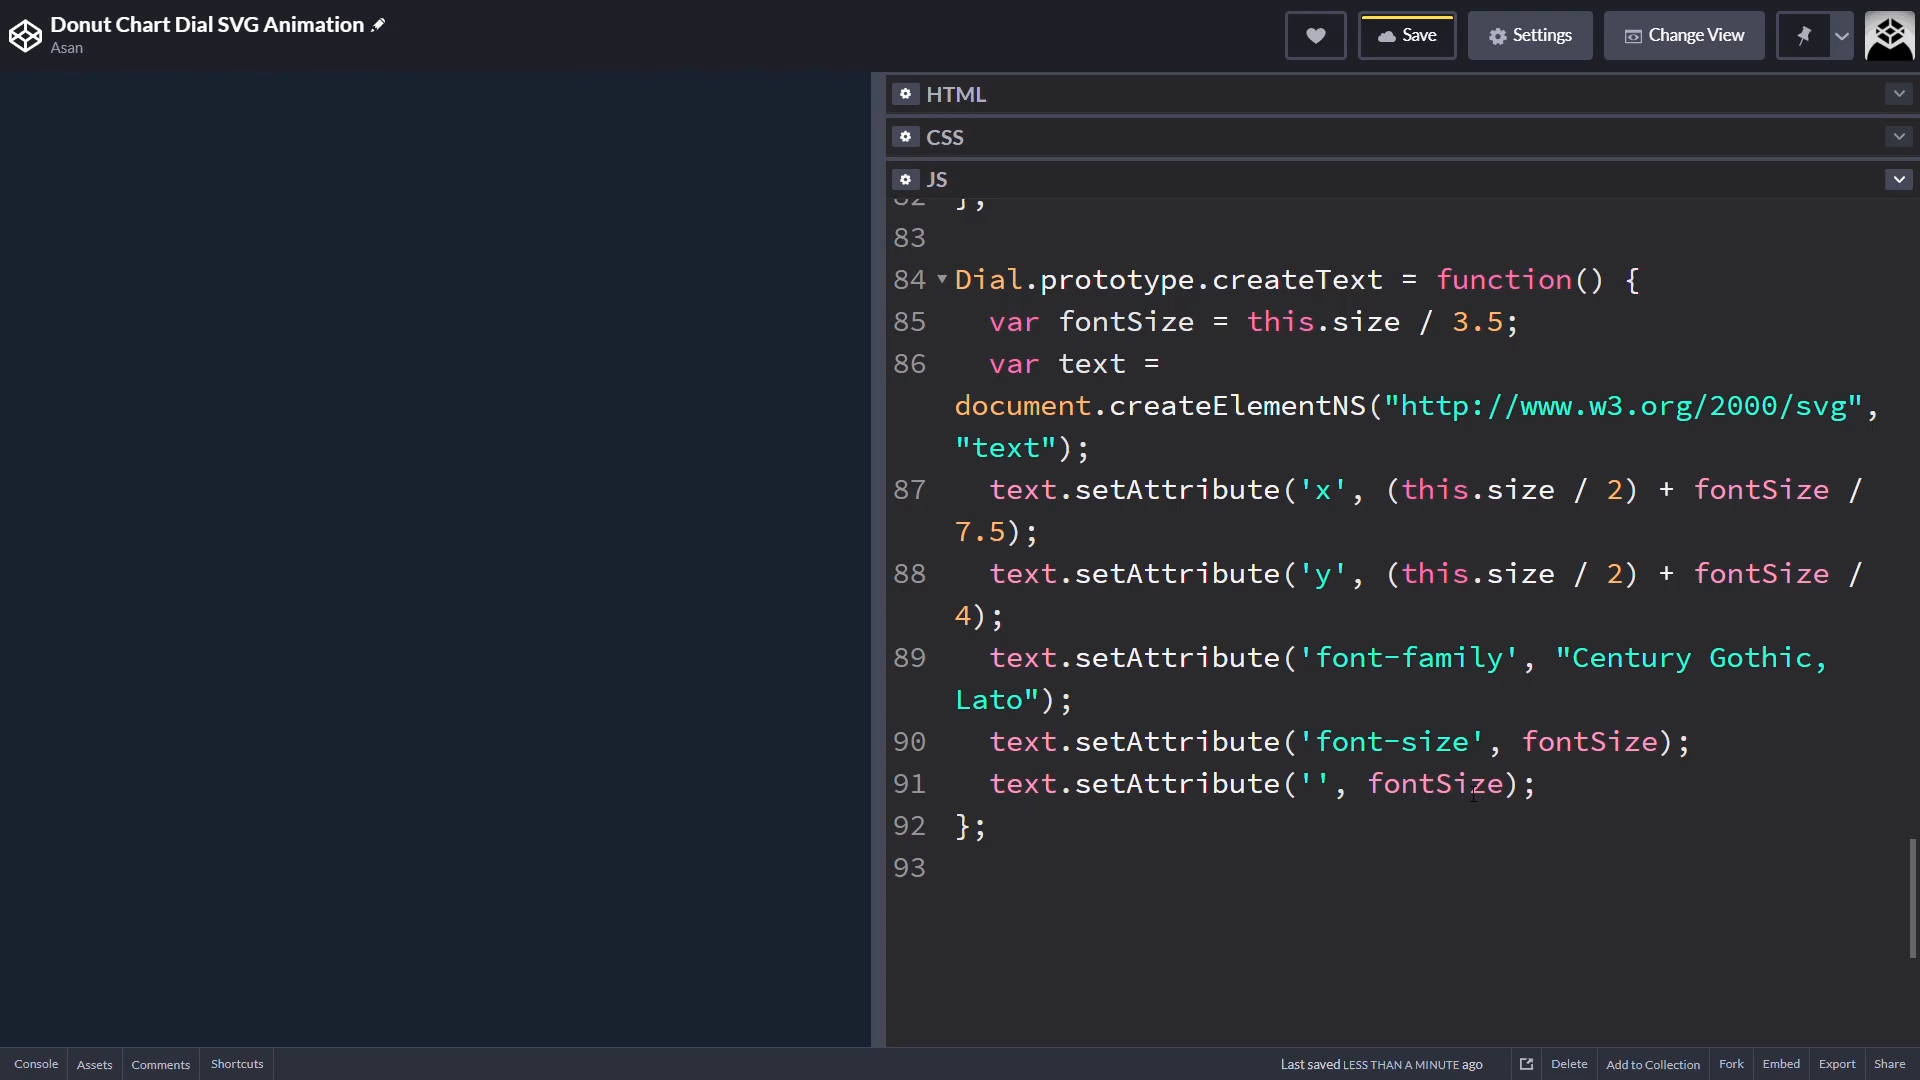 Donut Chart Dial SVG Animation
Asan
Save
Settings
Change View
HTML
CSS
JS
82 };
83
84 Dial.prototype.createText = function() {
85 var fontSize = this.size / 3.5;
86 var text =
document.createElementNS("http://www.w3.org/2000/svg",
"text");
87 text.setAttribute('x', (this.size / 2) + fontSize /
7.5);
88 text.setAttribute('y', (this.size / 2) + fontSize /
4);
89 text.setAttribute('font-family', "Century Gothic,
Lato");
90 text.setAttribute('font-size', fontSize);
91 text.setAttribute('', fontSize);
92 };
93
Console Assets Comments Shortcuts Last saved LESS THAN A MINUTE ago Delete Add to Collection Fork Embed Export Share